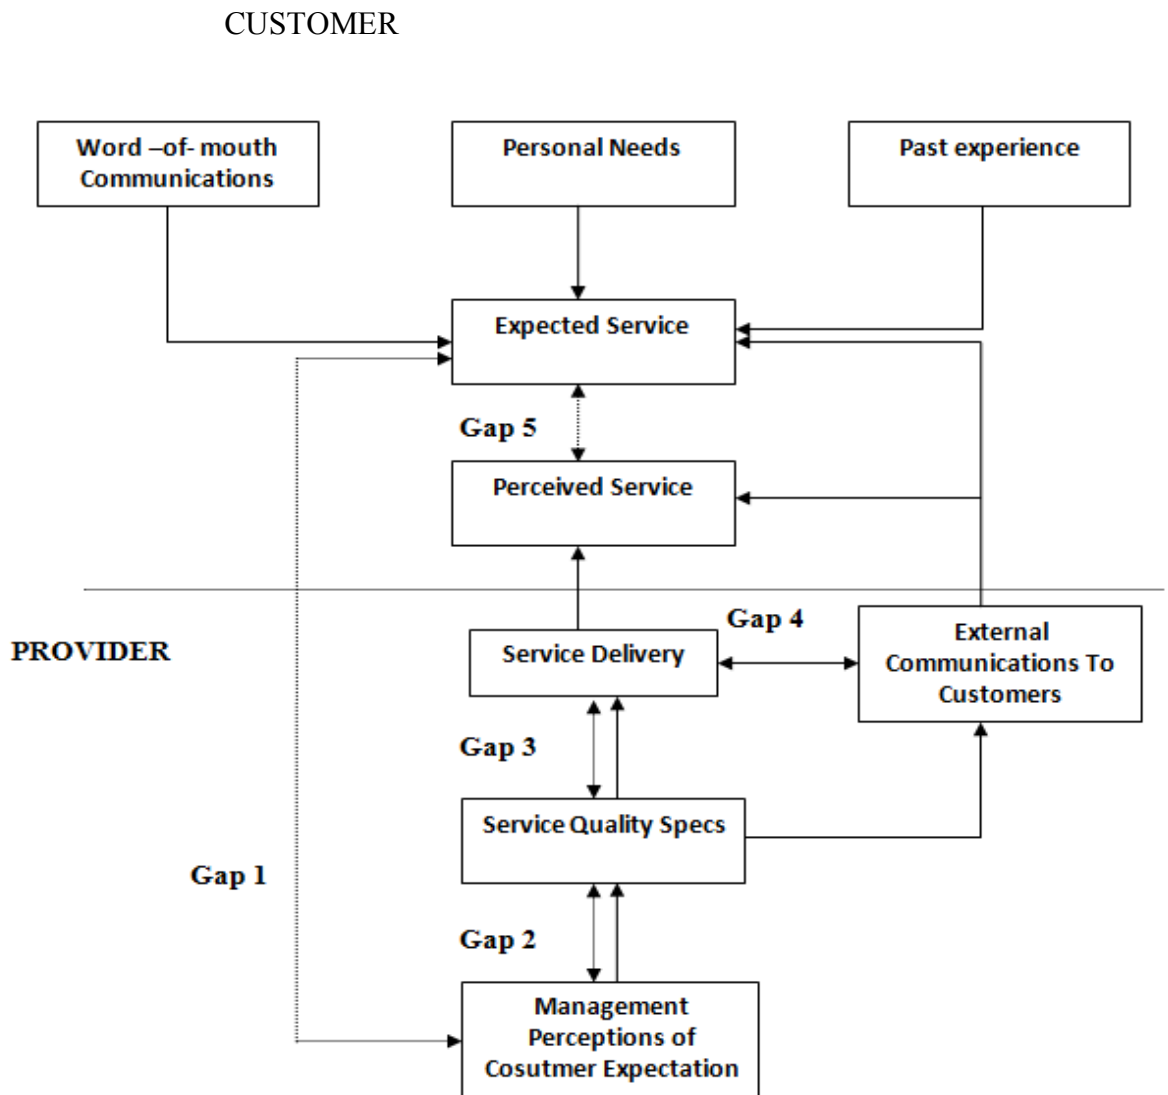 CUSTOMER
Word –of- mouth
Communications
Personal Needs
Past experience
Expected Service
Gap 5
Perceived Service
PROVIDER
Gap 4
Service Delivery
External
Communications To
Customers
Gap 3
Service Quality Specs
Gap 1
Gap 2
Management
Perceptions of
Cosutmer Expectation